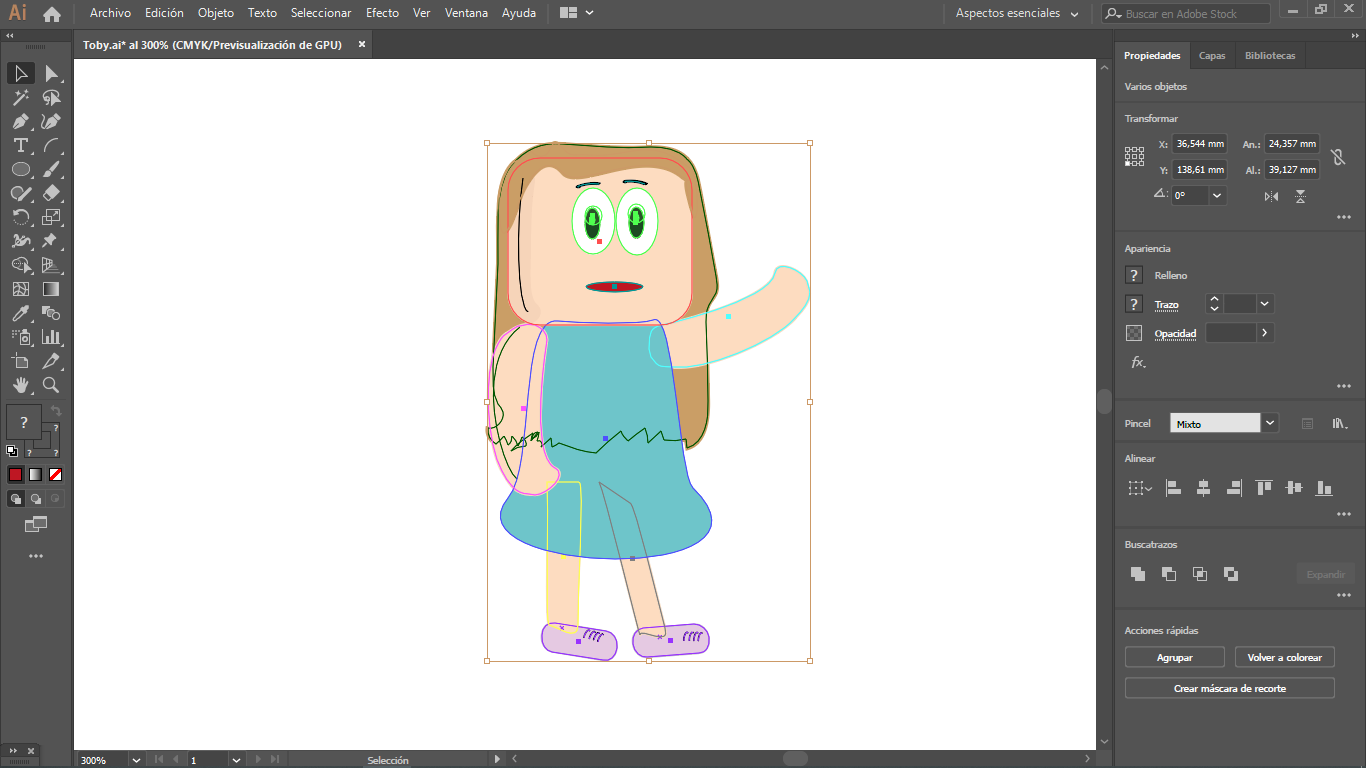 Ai Archivo Edición Objeto Texto Seleccionar Efecto Ver Ventana Ayuda Aspectos esenciales Buscar en Adobe Stock
Toby.ai* al 300% (CMYK/Previsualización de GPU) ×
Propiedades Capas Bibliotecas
Varios objetos
Transformar
X: 36,544 mm An.: 24,357 mm
Y: 138,61 mm Al.: 39,127 mm
0°
Apariencia
? Relleno
? Trazo
Opacidad
fx.
Pincel Mixto
Alinear
Buscatrazos
Expandir
Acciones rápidas
Agrupar Volver a colorear
Crear máscara de recorte
?
?
? ?
300% 1 Selección